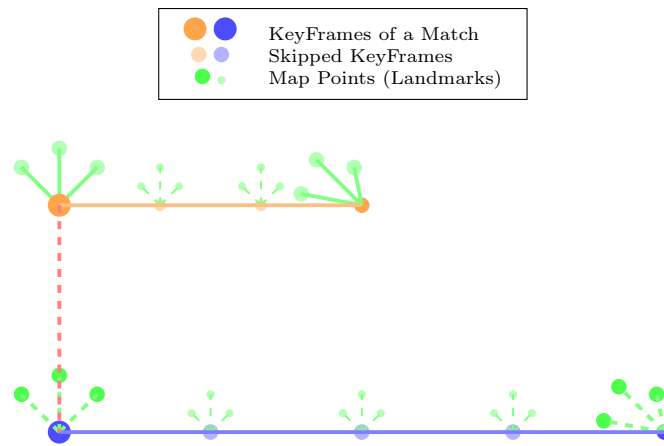 KeyFrames of a Match
Skipped KeyFrames
Map Points (Landmarks)